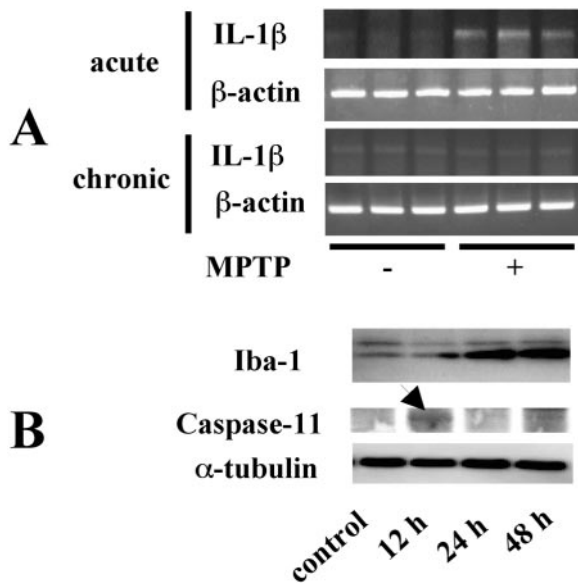 A
acute
IL-1β
β-actin
chronic
IL-1β
β-actin
MPTP - +
B
Iba-1
Caspase-11
α-tubulin
control 12 h 24 h 48 h